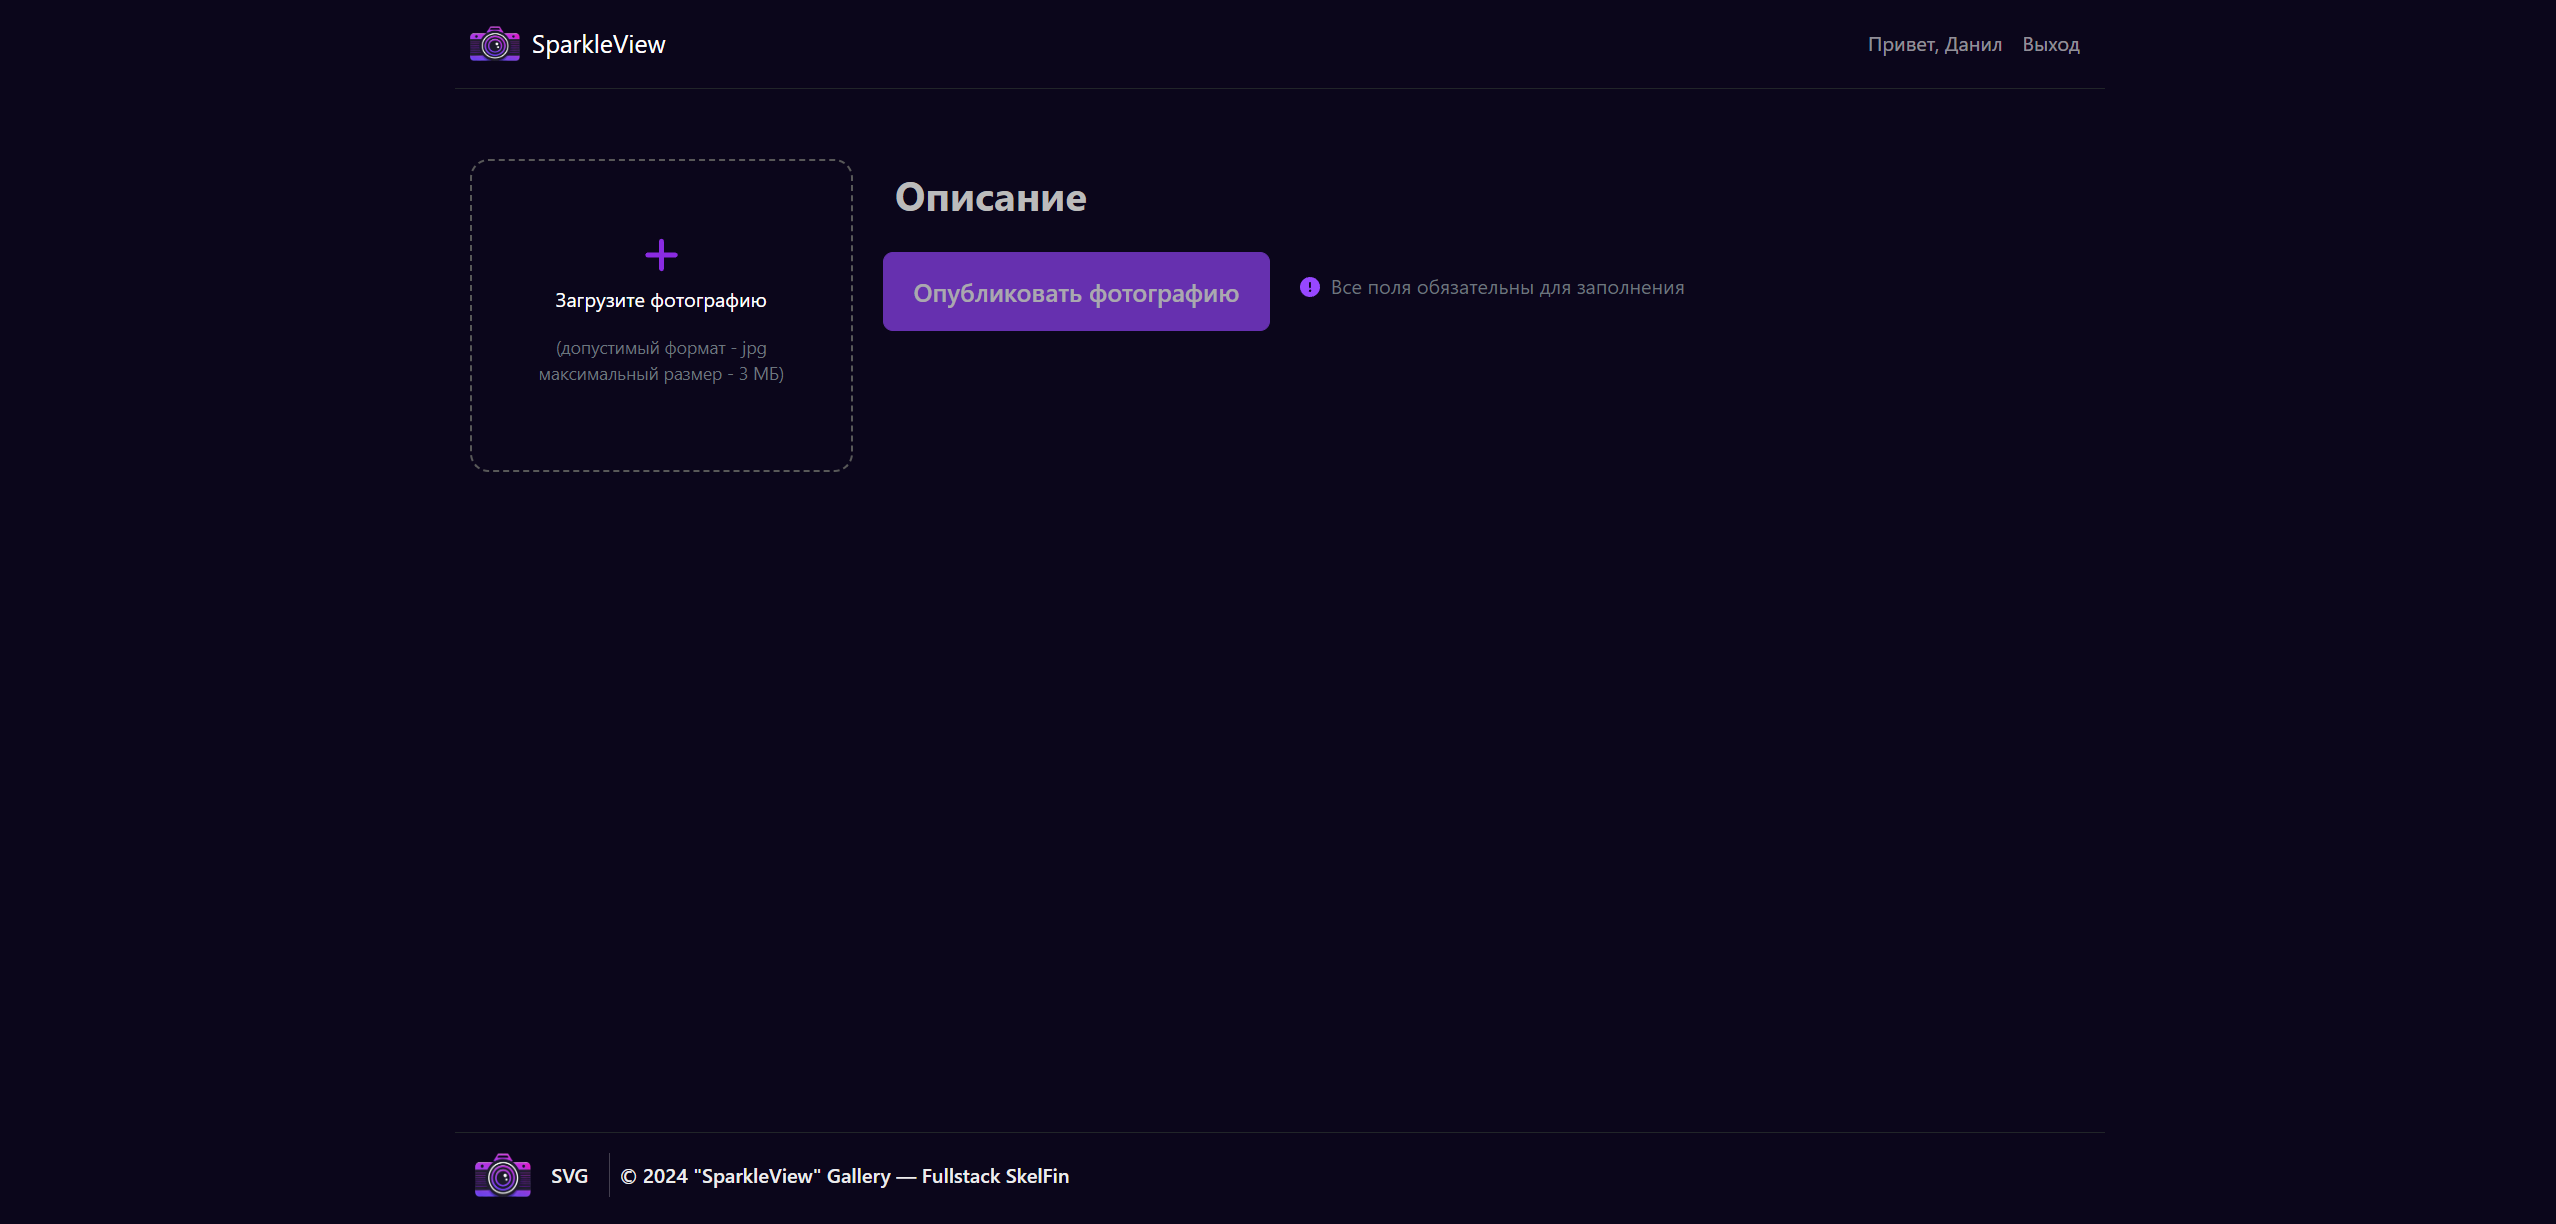 SparkleView
Привет, Данил Выход
Загрузите фотографию
(допустимый формат - jpg
максимальный размер - 3 МБ)
Описание
Опубликовать фотографию
Все поля обязательны для заполнения
SVG
© 2024 "SparkleView" Gallery — Fullstack SkelFin